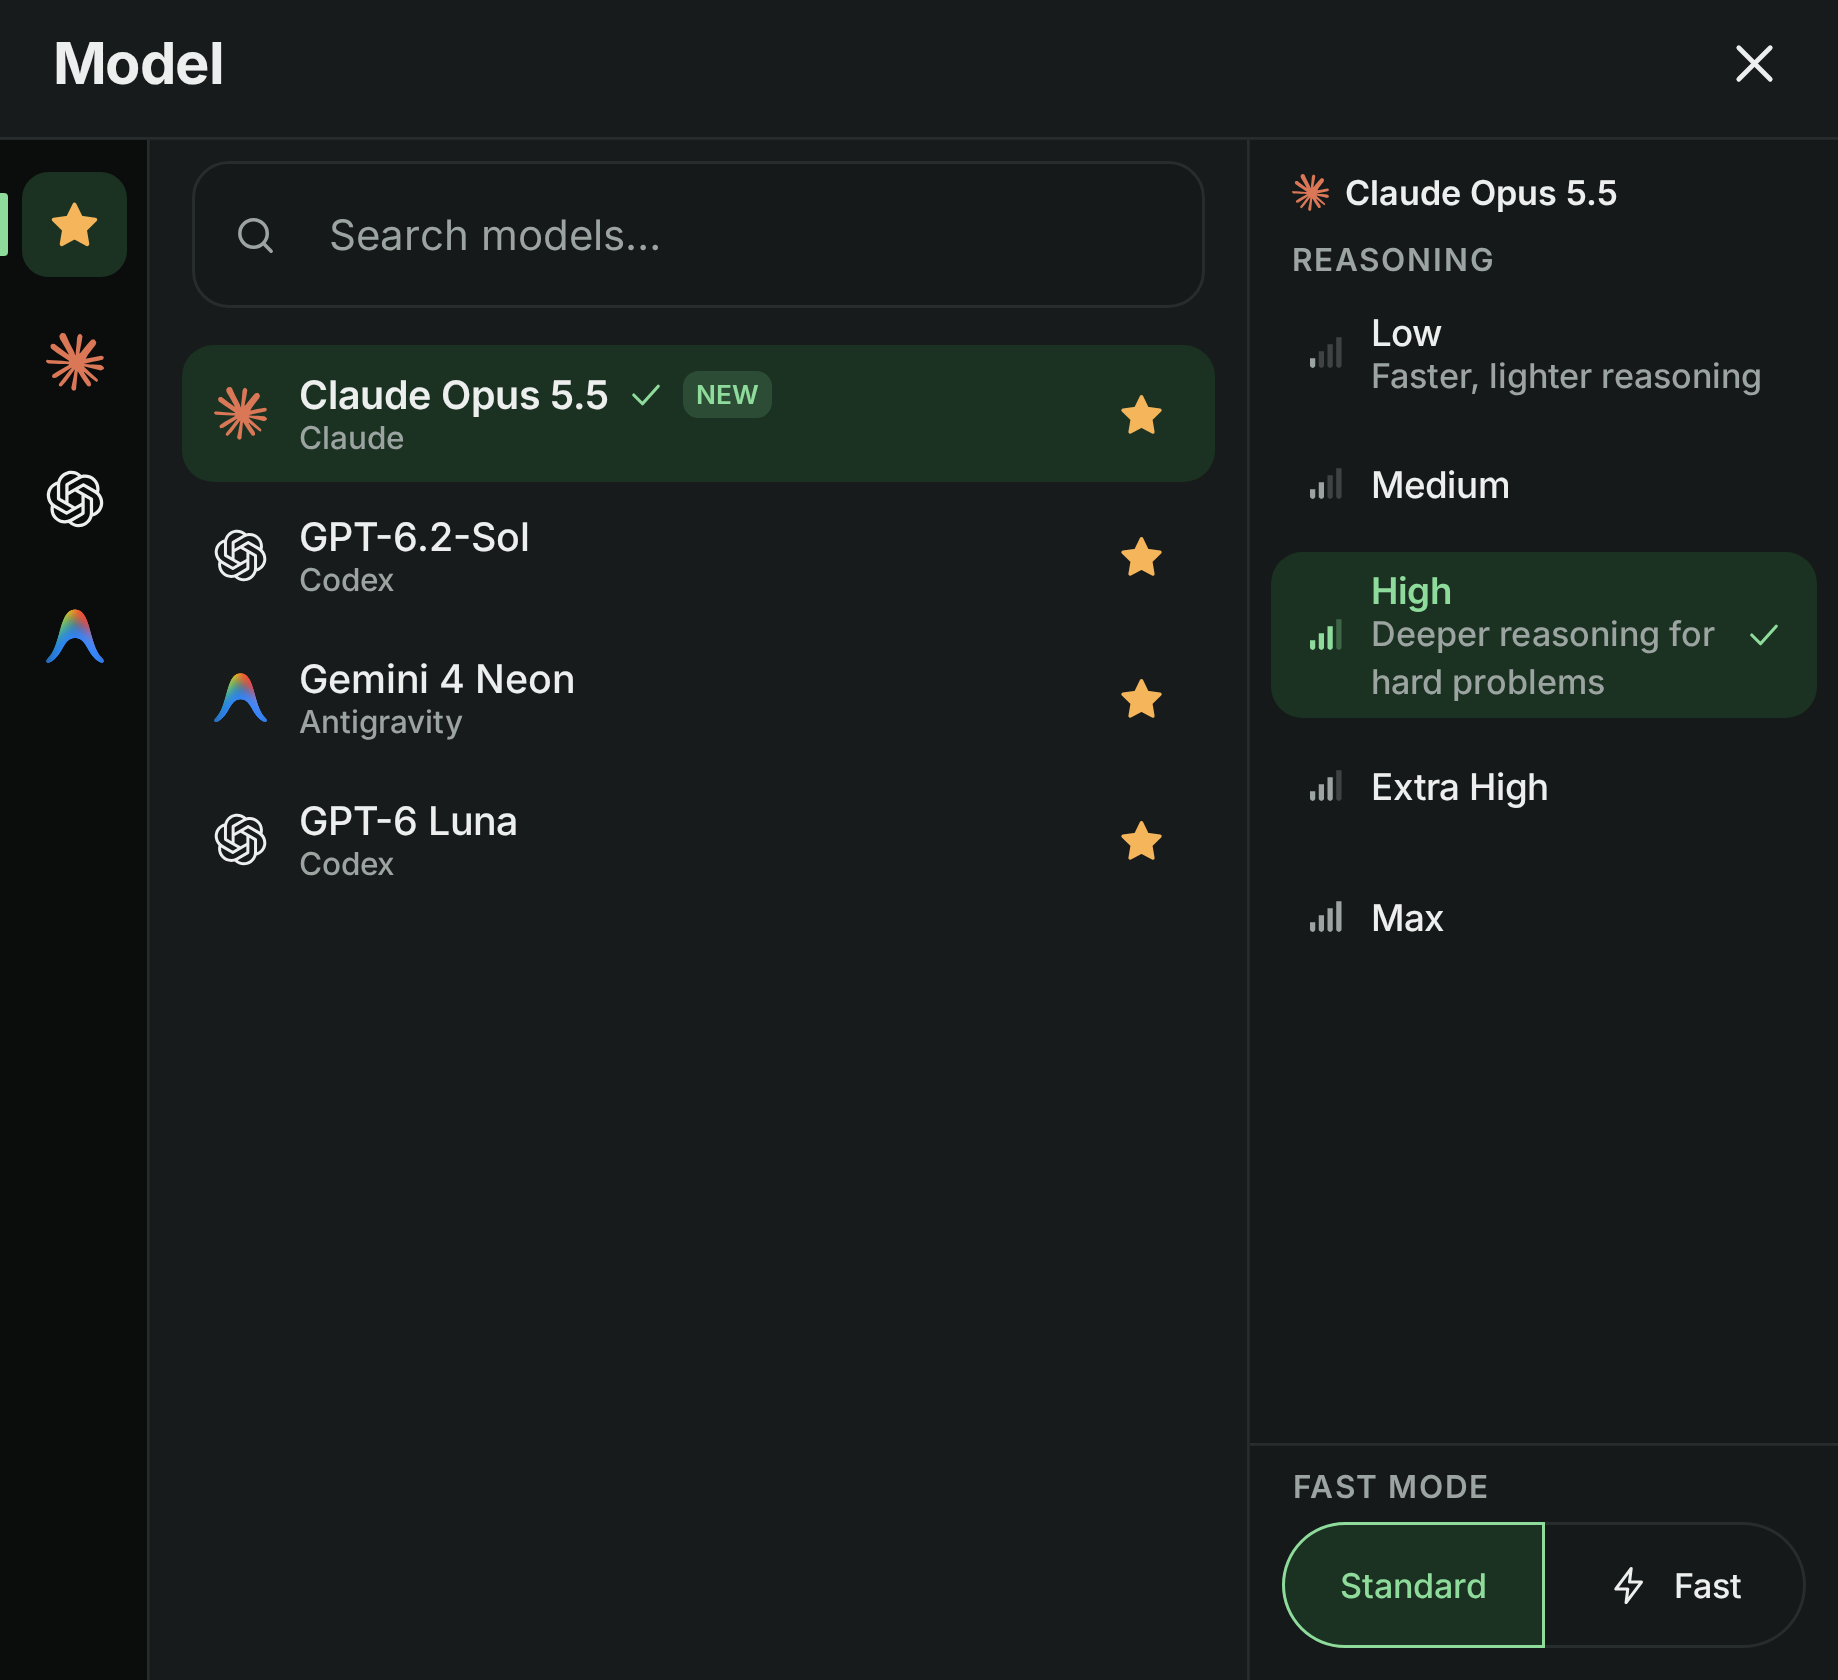 Model
Search models...
Claude Opus 5.5 NEW
Claude
GPT-6.2-Sol
Codex
Gemini 4 Neon
Antigravity
GPT-6 Luna
Codex
Claude Opus 5.5
REASONING
Low
Faster, lighter reasoning
Medium
High
Deeper reasoning for
hard problems
Extra High
Max
FAST MODE
Standard
Fast